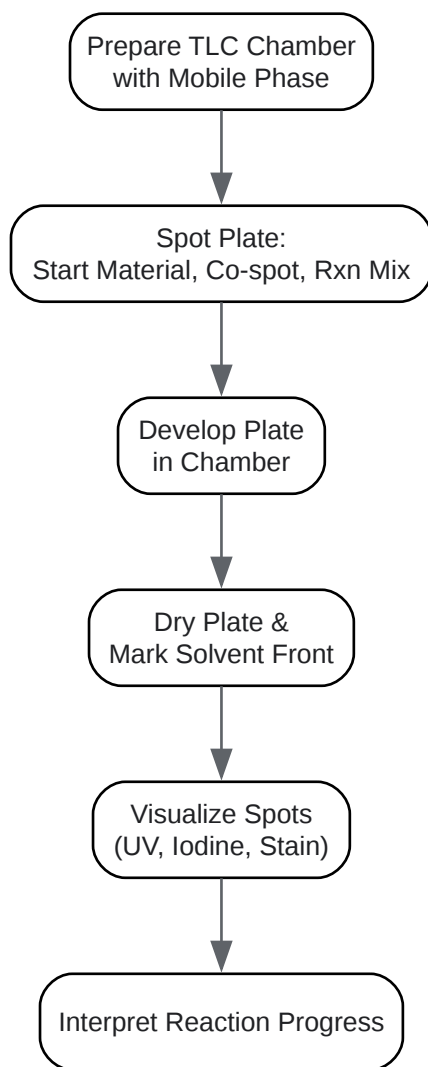 Prepare TLC Chamber
with Mobile Phase
Spot Plate:
Start Material, Co-spot, Rxn Mix
Develop Plate
in Chamber
Dry Plate &
Mark Solvent Front
Visualize Spots
(UV, Iodine, Stain)
Interpret Reaction Progress